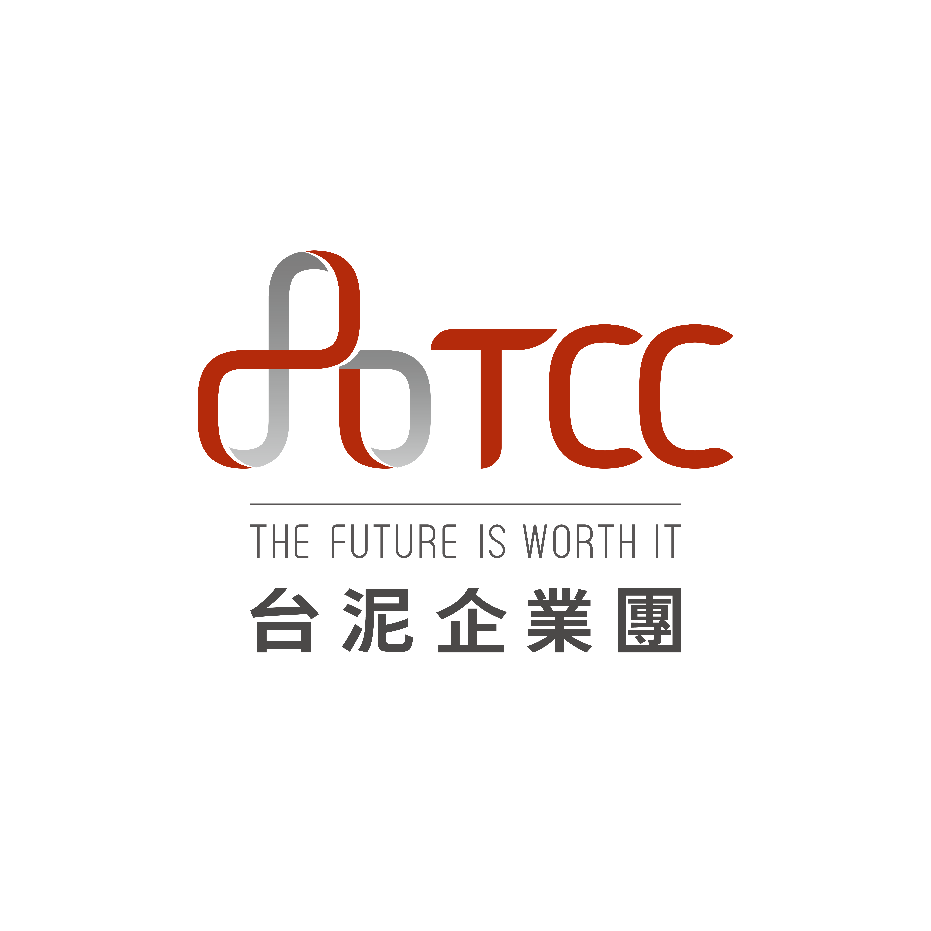 TCC
THE FUTURE IS WORTH IT
台泥企業團